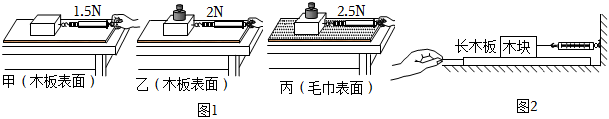 1.5N
2N
2.5N
甲（木板表面）
乙（木板表面）
丙（毛巾表面）
图1
长木板
木块
图2